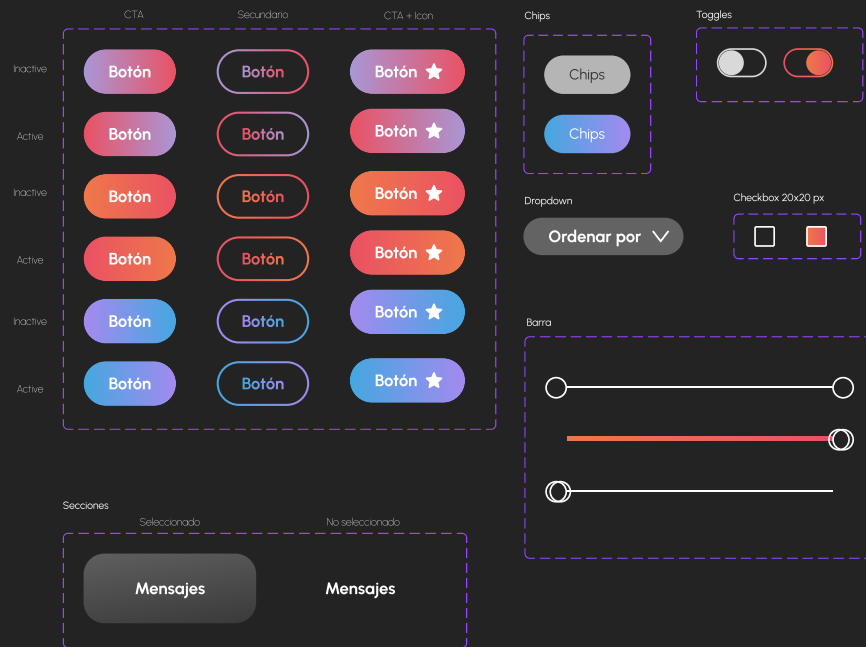 CTA
Secundario
CTA + Icon
Inactive
Botón
Botón
Botón
Active
Botón
Botón
Botón
Inactive
Botón
Botón
Botón
Active
Botón
Botón
Botón
Inactive
Botón
Botón
Botón
Active
Botón
Botón
Botón
Chips
Chips
Chips
Toggles
Dropdown
Ordenar por
Checkbox 20x20 px
Barra
Secciones
Seleccionado
No seleccionado
Mensajes
Mensajes